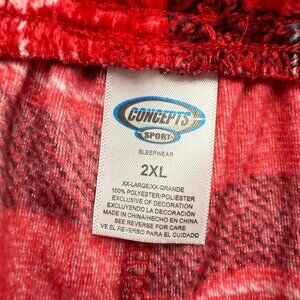 CONCEPTS
SPORT
SLEEPWEAR
2XL
XX-LARGE/XX-GRANDE
100% POLYESTER/POLIÉSTER
EXCLUSIVE OF DECORATION
EXCLUYENDO LA DECORACIÓN
MADE IN CHINA/HECHO EN CHINA
SEE REVERSE FOR CARE
VE EL REVERSO PARA EL CUIDADO